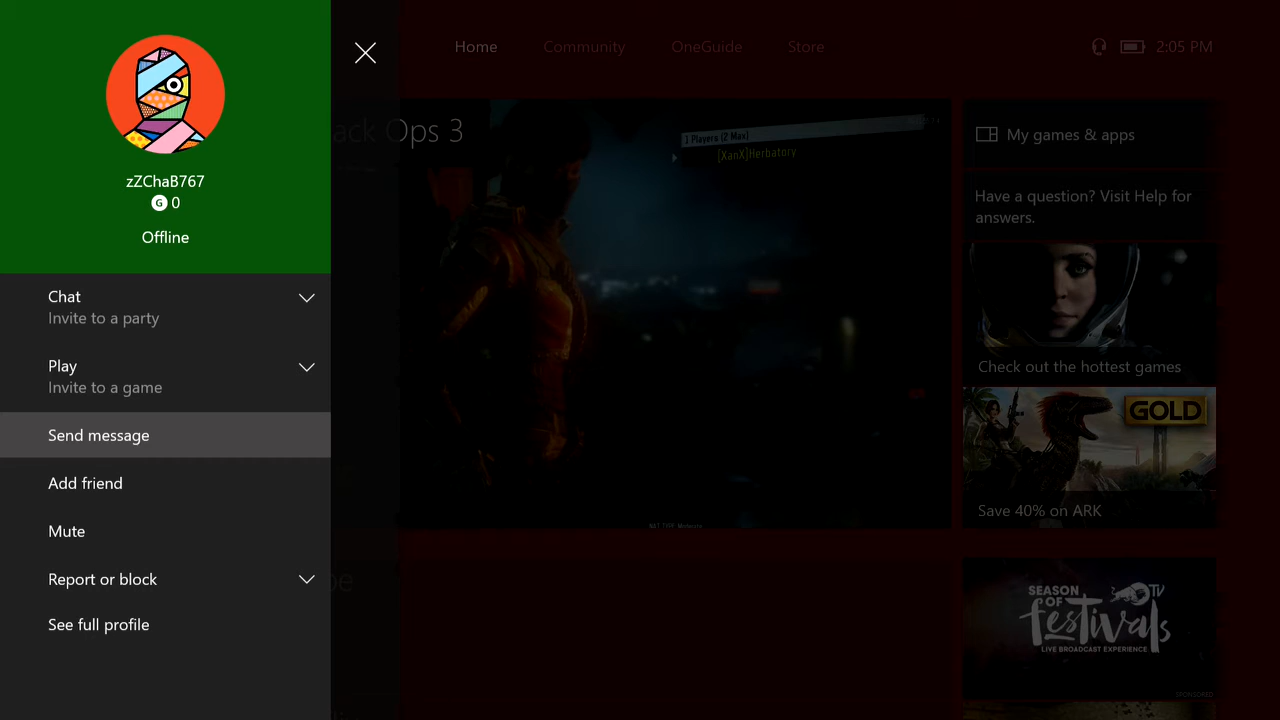 zZChaB767
G 0
Offline
Chat
Invite to a party
Play
Invite to a game
Send message
Add friend
Mute
Report or block
See full profile
Home Community OneGuide Store
2:05 PM
ack Ops 3
1 Players (2 Max)
[XanX]Herbatory
My games & apps
Have a question? Visit Help for
answers.
Check out the hottest games
GOLD
Save 40% on ARK
SEASON
OF
festivals
TV
LIVE BROADCAST EXPERIENCE
SPONSORED